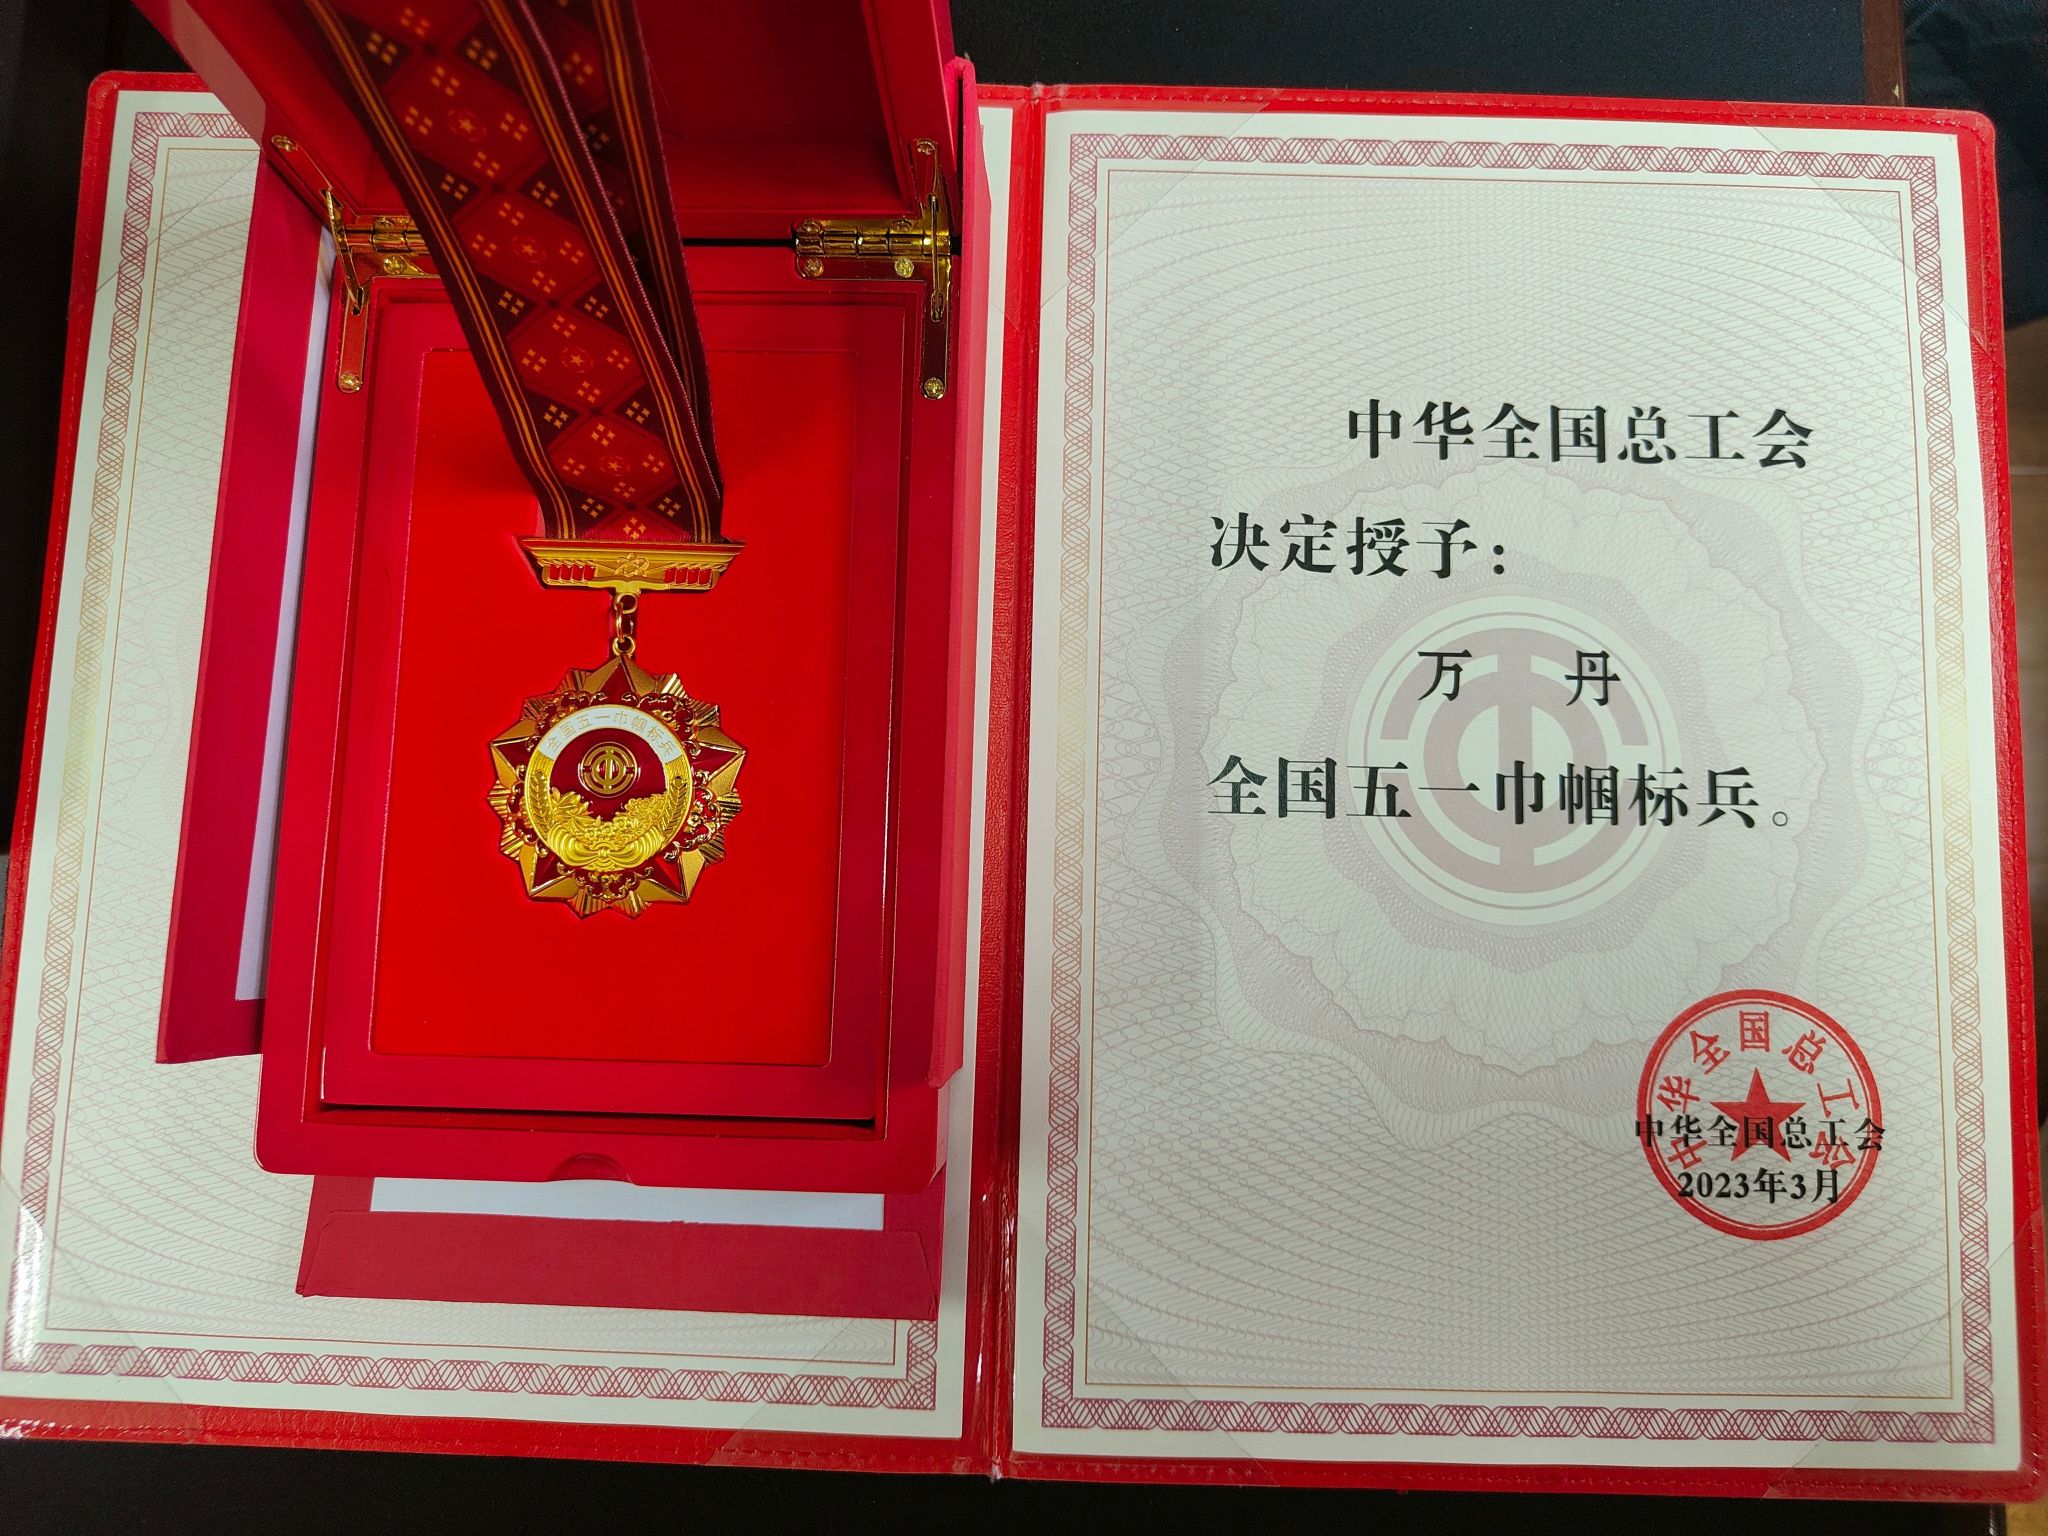 全国五一巾帼标兵
中华全国总工会
决定授予：
万 丹
全国五一巾帼标兵。
中华全国总工会
中华全国总工会
2023年3月